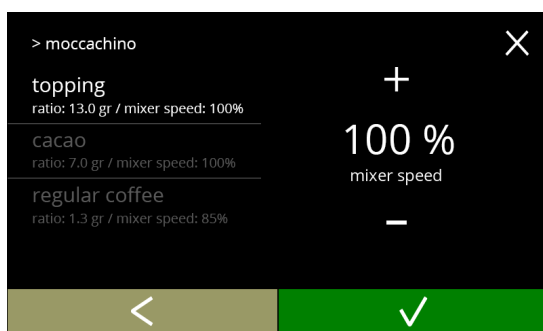 > moccachino
topping
ratio: 13.0 gr / mixer speed: 100%
cacao
ratio: 7.0 gr / mixer speed: 100%
regular coffee
ratio: 1.3 gr / mixer speed: 85%
+
100 %
mixer speed
-